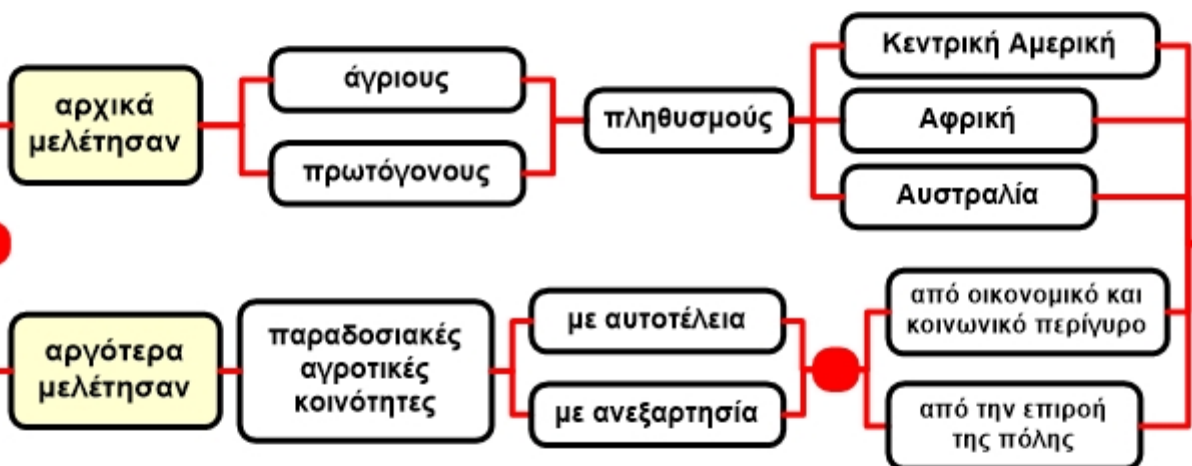 αρχικά
μελέτησαν
άγριους
πρωτόγονους
πληθυσμούς
Κεντρική Αμερική
Αφρική
Αυστραλία
αργότερα
μελέτησαν
παραδοσιακές
αγροτικές
κοινότητες
με αυτοτέλεια
με ανεξαρτησία
από οικονομικό και
κοινωνικό περίγυρο
από την επιροή
της πόλης